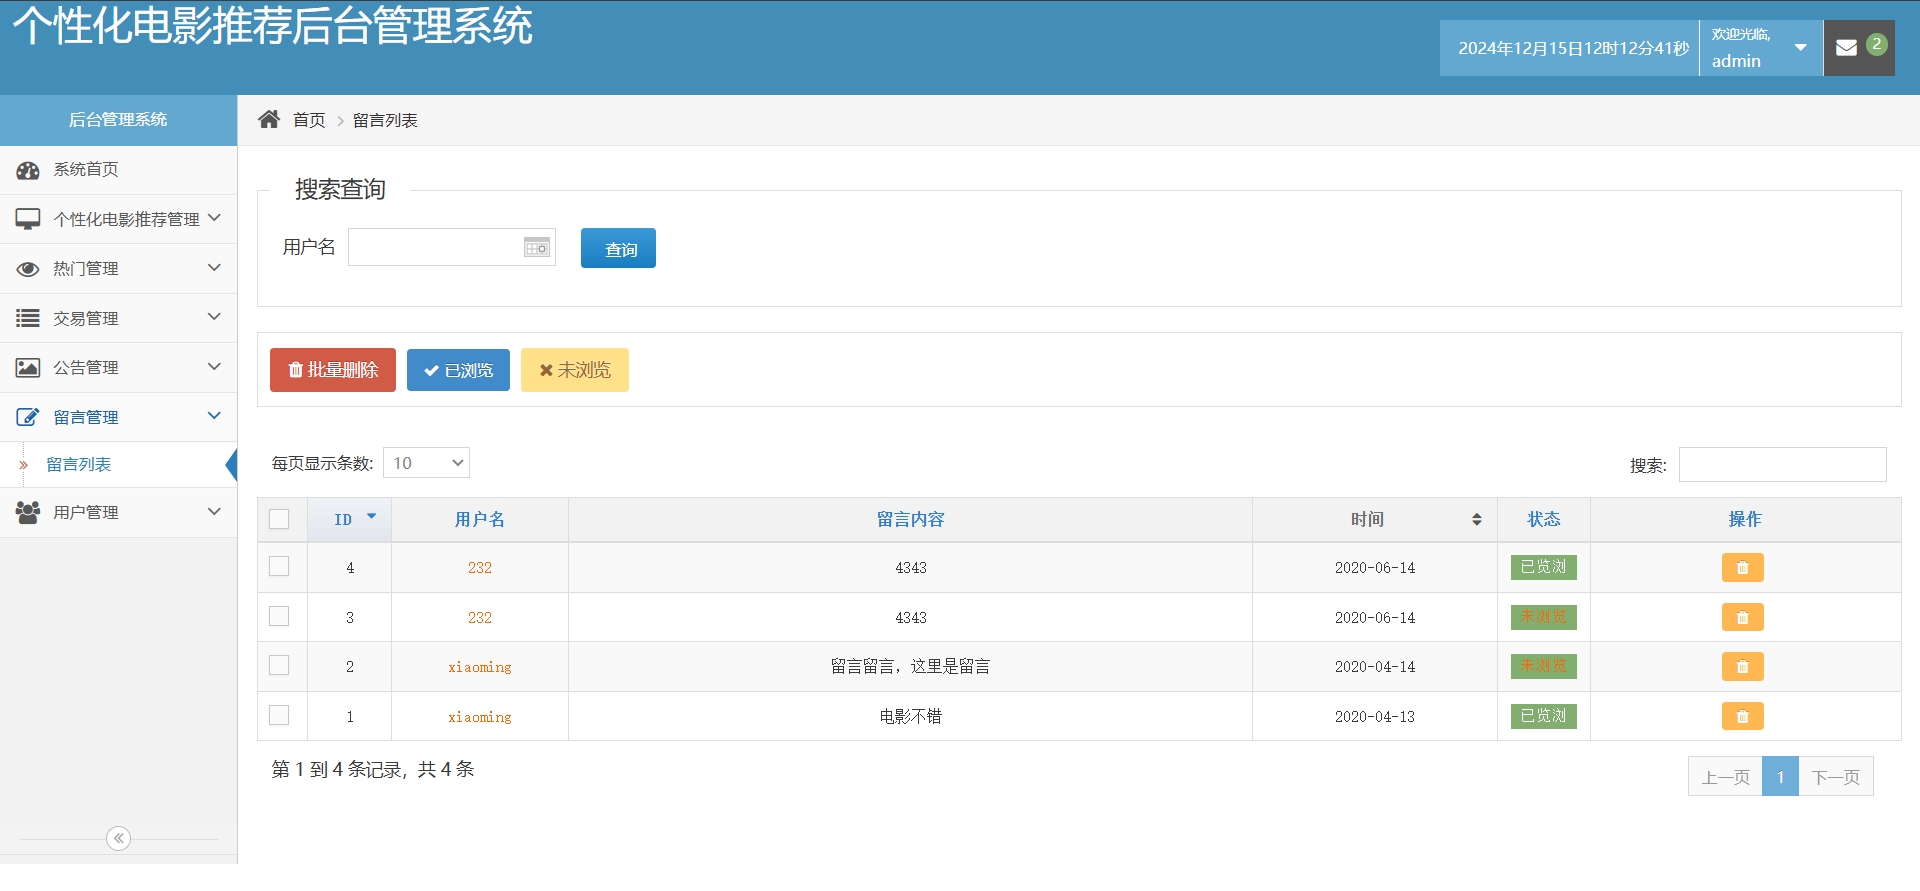 个性化电影推荐后台管理系统
2024年12月15日12时12分41秒
欢迎光临,
admin
2
后台管理系统
首页 留言列表
系统首页
个性化电影推荐管理
热门管理
交易管理
公告管理
留言管理
留言列表
用户管理
搜索查询
用户名 查询
批量删除 已浏览 未浏览
每页显示条数: 10 搜索:
ID 用户名 留言内容 时间 状态 操作
4 232 4343 2020-06-14 已览浏
3 232 4343 2020-06-14 未浏览
2 xiaoming 留言留言，这里是留言 2020-04-14 未浏览
1 xiaoming 电影不错 2020-04-13 已览浏
第 1 到 4 条记录，共 4 条
上一页 1 下一页